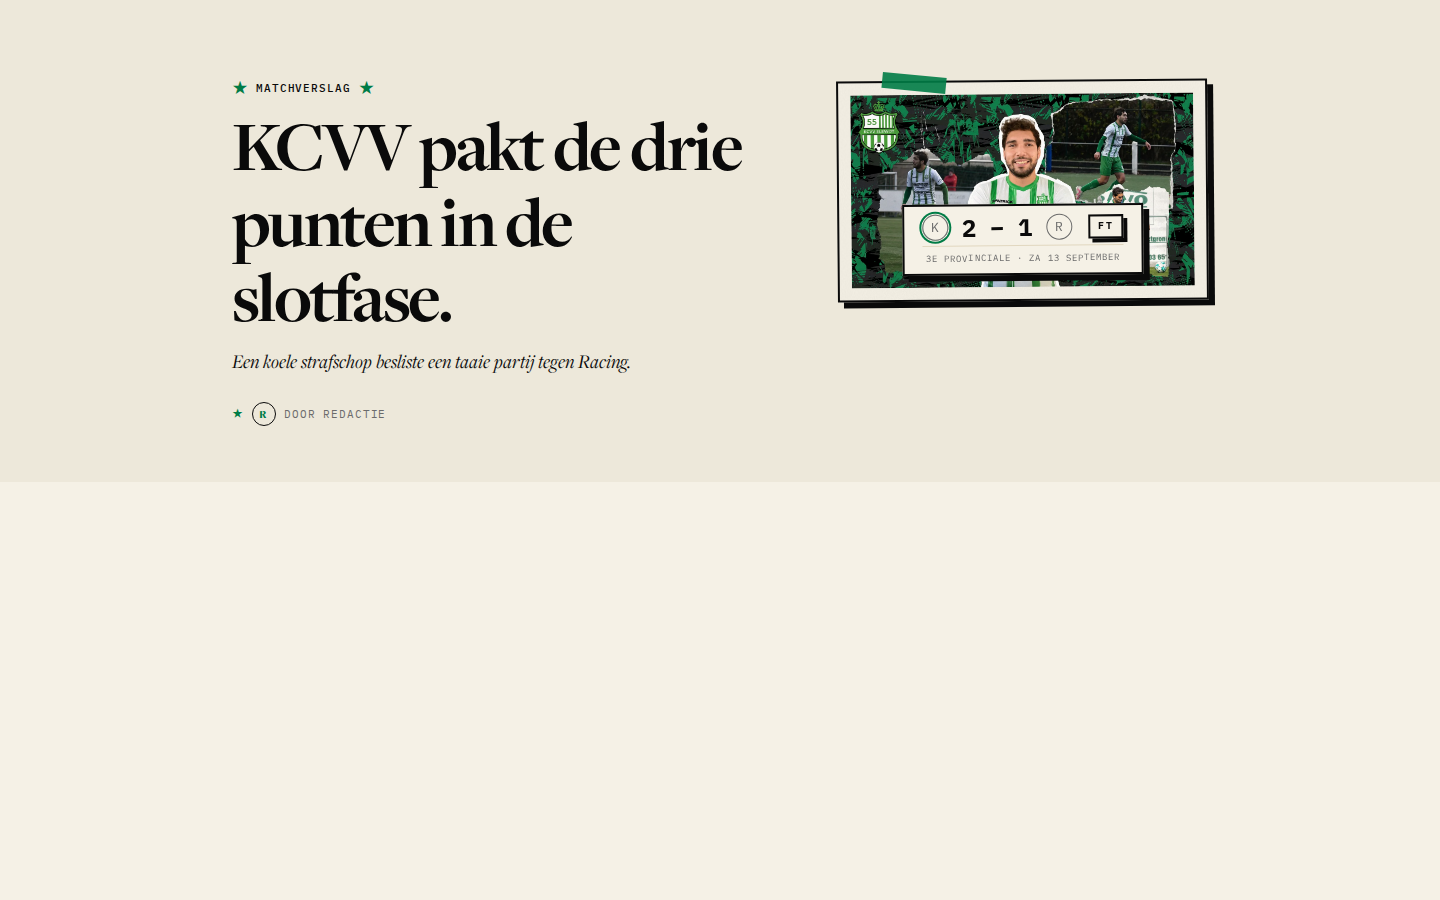 ★ MATCHVERSLAG ★
KCVV pakt de drie
punten in de
slotfase.
Een koele strafschop besliste een taaie partij tegen Racing.
★ R DOOR REDACTIE
55
K 2 – 1 R FT
3E PROVINCIALE · ZA 13 SEPTEMBER